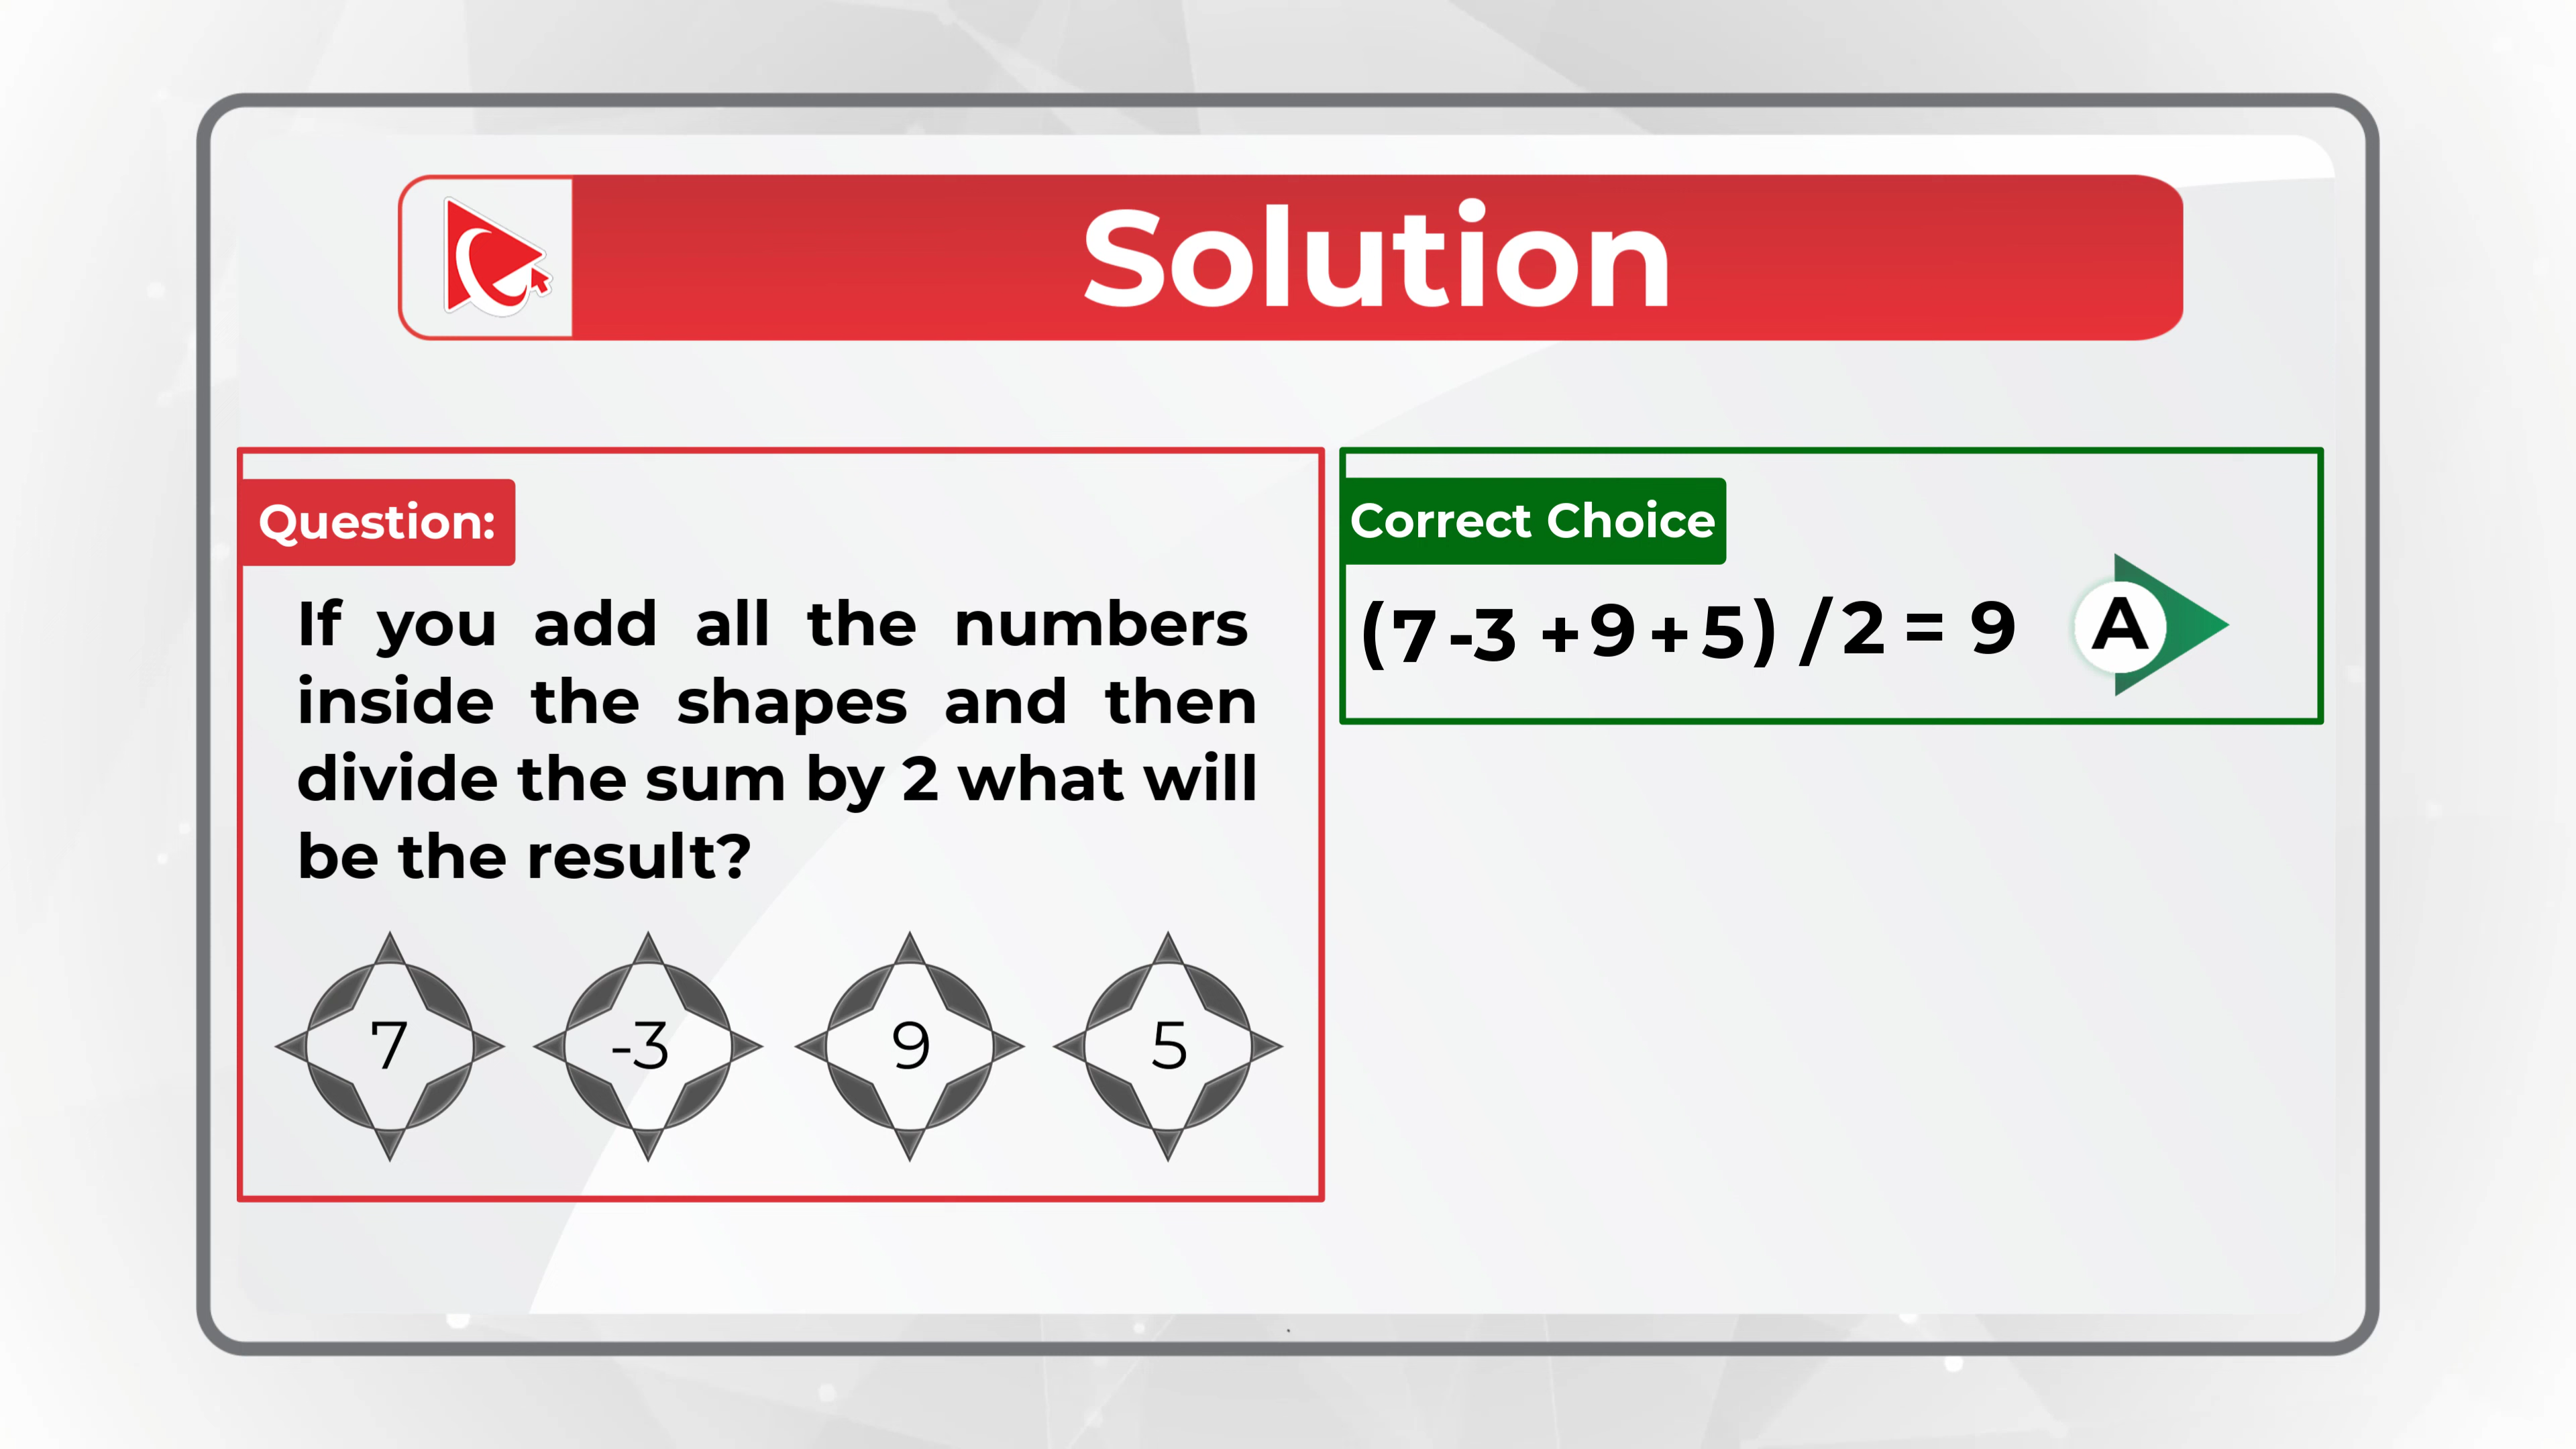 Solution
Question:
If you add all the numbers
inside the shapes and then
divide the sum by 2 what will
be the result?
7 -3 9 5
Correct Choice
(7 -3 +9+5) /2 = 9 A